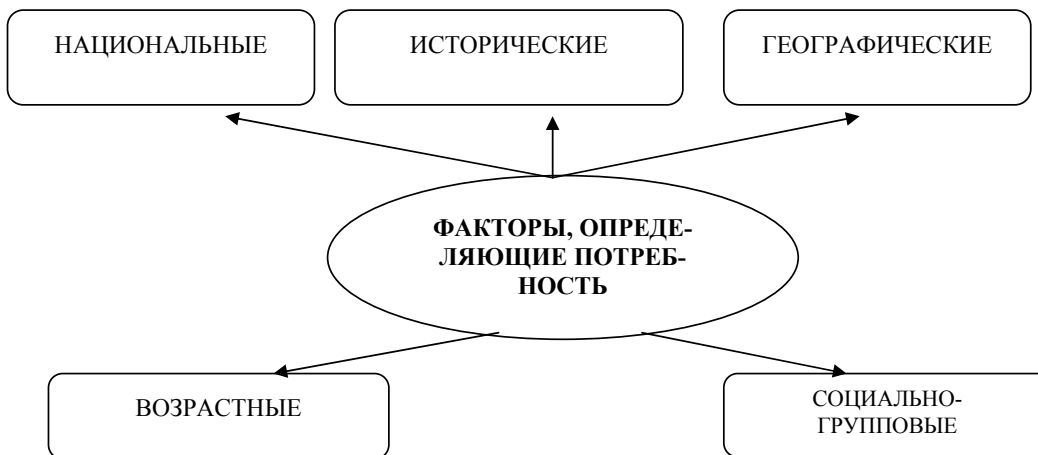 НАЦИОНАЛЬНЫЕ
ИСТОРИЧЕСКИЕ
ГЕОГРАФИЧЕСКИЕ
ФАКТОРЫ, ОПРЕДЕ-
ЛЯЮЩИЕ ПОТРЕБ-
НОСТЬ
ВОЗРАСТНЫЕ
СОЦИАЛЬНО-
ГРУППОВЫЕ